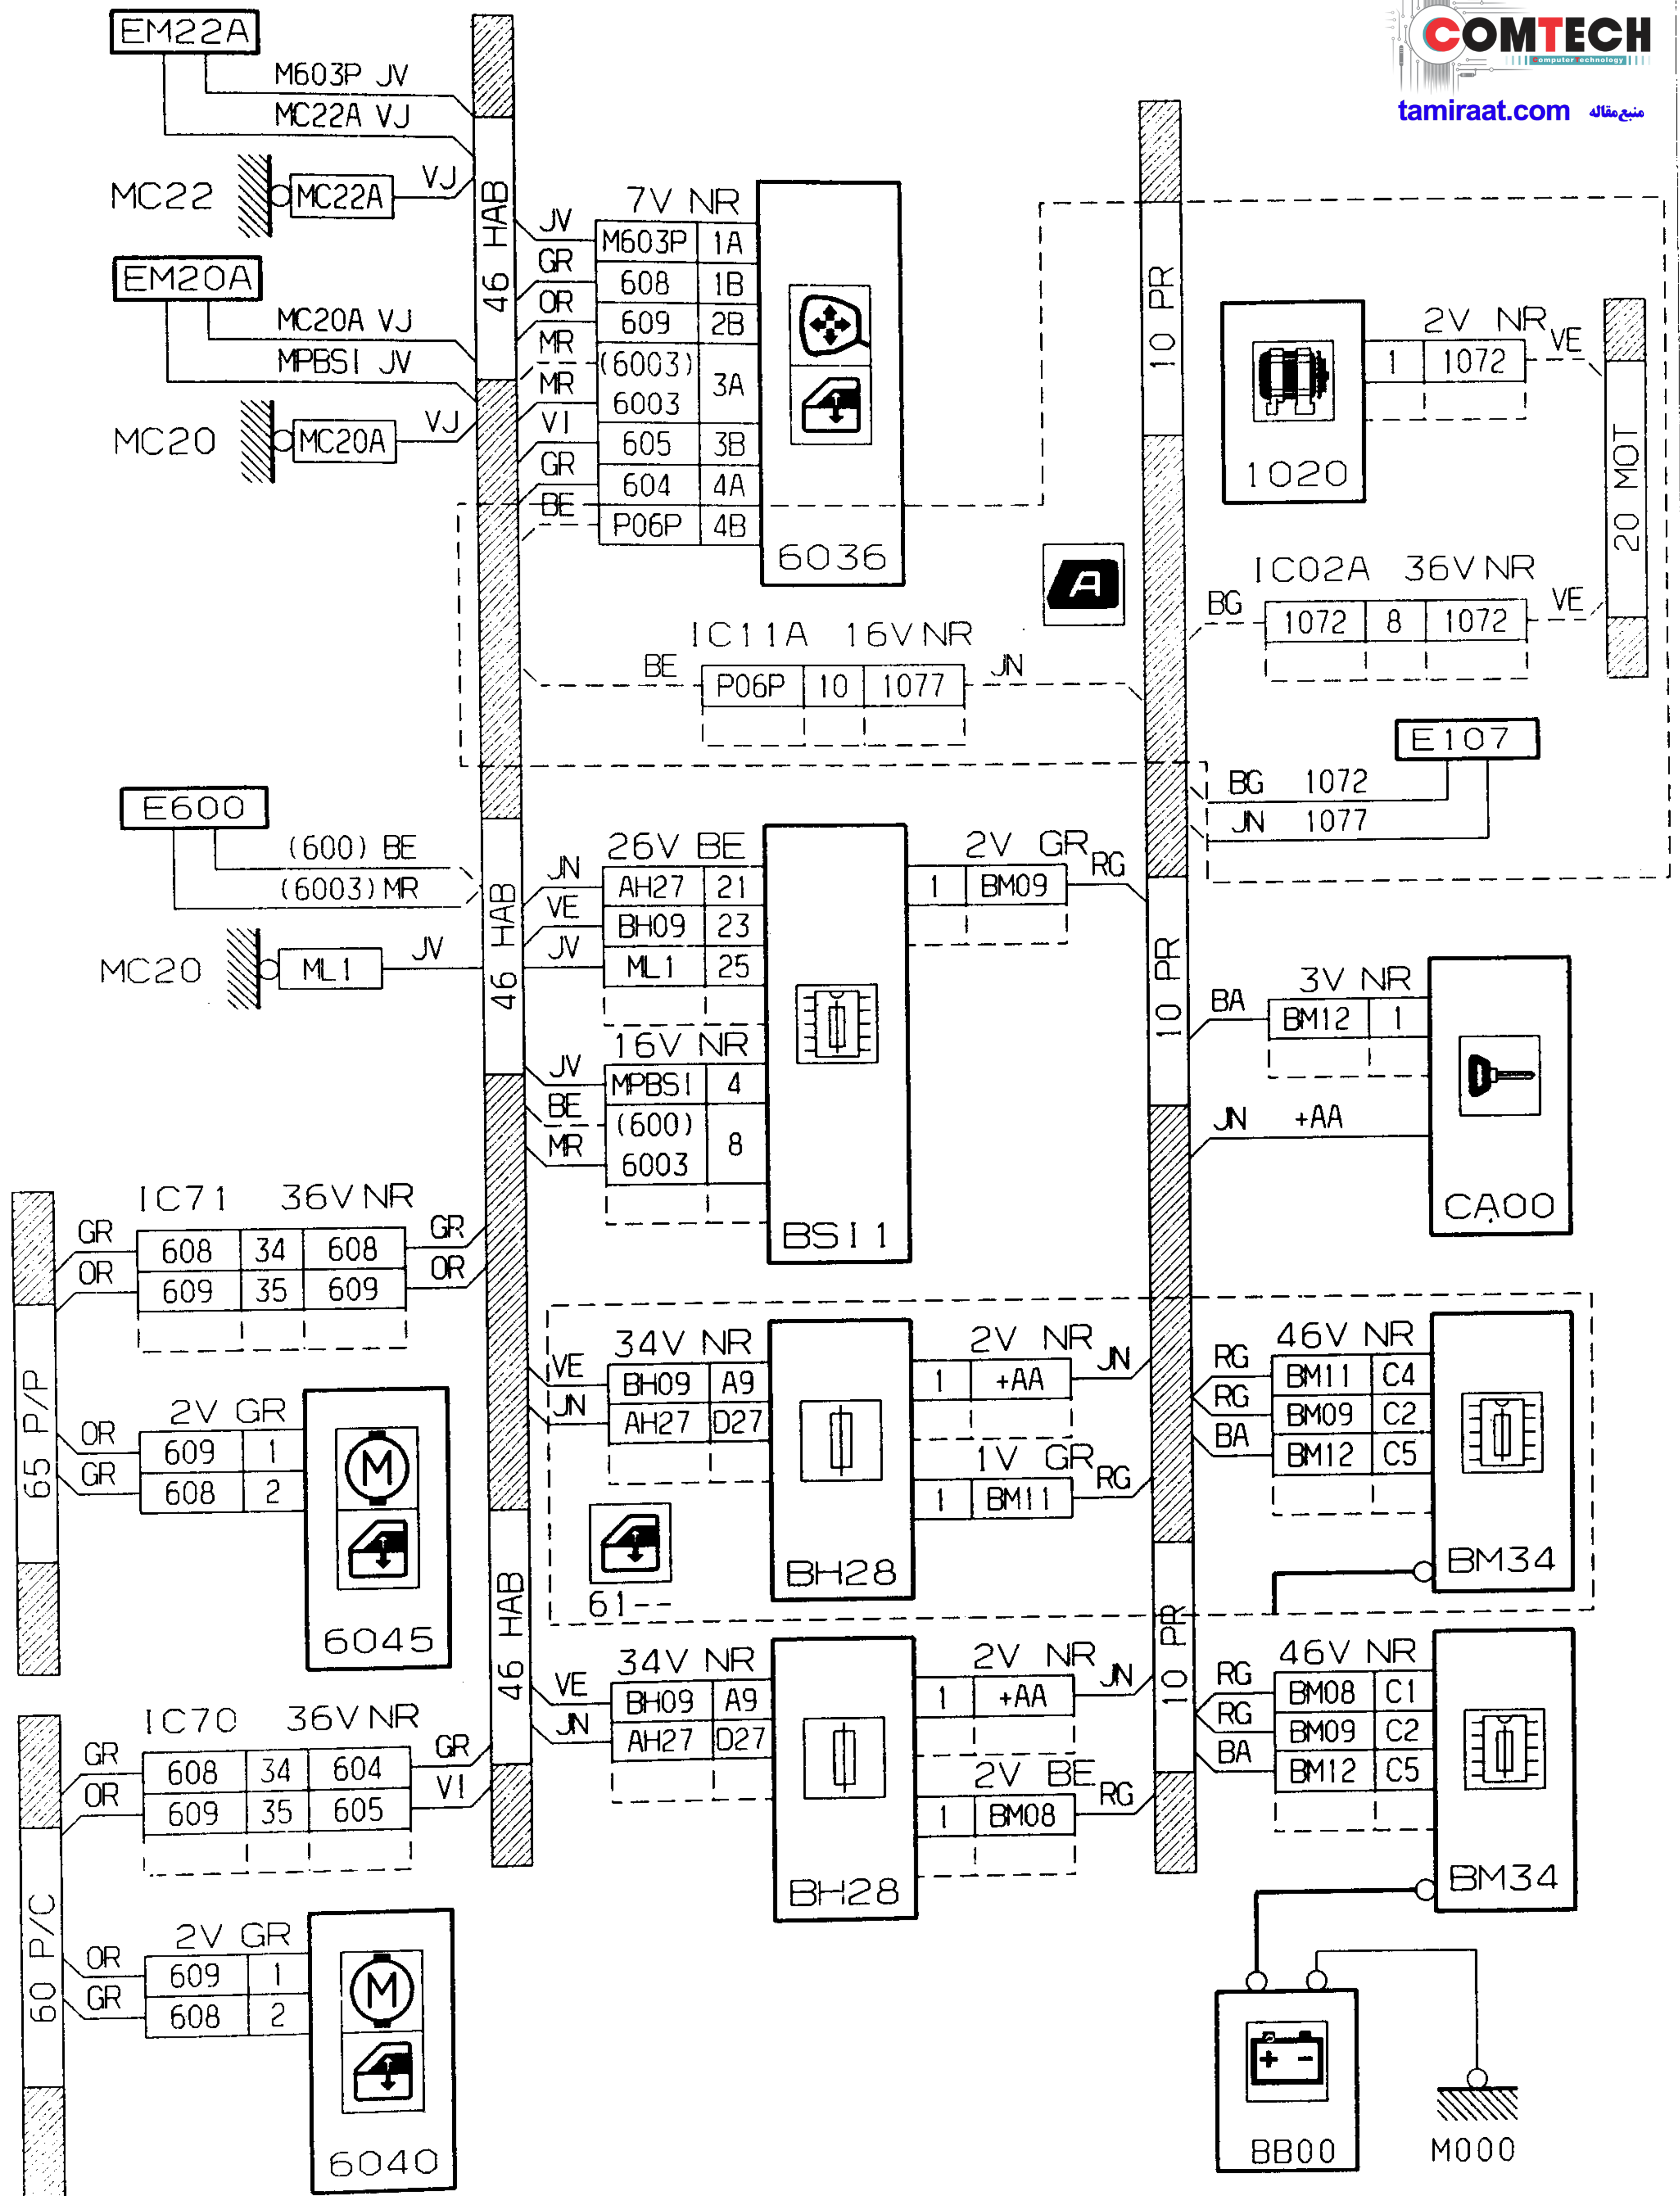 COMTECH
Computer Technology
tamiraat.com منبع مقاله
EM22A
M603P JV
MC22A VJ
MC22
MC22A
VJ
EM20A
MC20A VJ
MPBSI JV
MC20
MC20A
VJ
46 HAB
7V NR
JV M603P 1A
GR 608 1B
OR 609 2B
MR (6003)
MR 6003 3A
VI 605 3B
GR 604 4A
BE P06P 4B
6036
10 PR
1020
2V NR
1 1072 VE
20 MOT
A
IC02A 36V NR
BG 1072 8 1072 VE
IC11A 16V NR
BE P06P 10 1077 JN
E107
BG 1072
JN 1077
E600
(600) BE
(6003) MR
MC20
ML1
JV
46 HAB
26V BE
JN AH27 21
VE BH09 23
JV ML1 25
16V NR
JV MPBSI 4
BE (600)
MR 6003 8
BSI1
2V GR
1 BM09 RG
10 PR
3V NR
BA BM12 1
JN +AA
CA00
IC71 36V NR
GR 608 34 608 GR
OR 609 35 609 OR
65 P/P
2V GR
OR 609 1
GR 608 2
M
6045
34V NR
VE BH09 A9
JN AH27 D27
61--
BH28
2V NR
1 +AA JN
1V GR
1 BM11 RG
46V NR
RG BM11 C4
RG BM09 C2
BA BM12 C5
BM34
46 HAB
10 PR
IC70 36V NR
GR 608 34 604 GR
OR 609 35 605 VI
60 P/C
2V GR
OR 609 1
GR 608 2
M
6040
34V NR
VE BH09 A9
JN AH27 D27
BH28
2V NR
1 +AA JN
2V BE
1 BM08 RG
46V NR
RG BM08 C1
RG BM09 C2
BA BM12 C5
BM34
+ -
BB00
M000